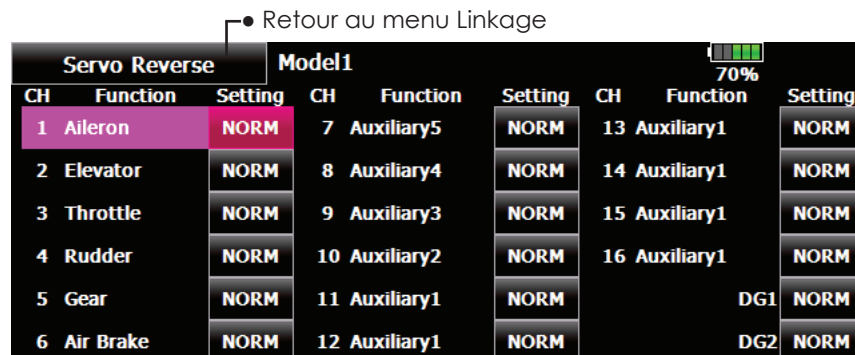 Retour au menu Linkage
Servo Reverse Model1 70%
CH Function Setting CH Function Setting CH Function Setting
1 Aileron NORM 7 Auxiliary5 NORM 13 Auxiliary1 NORM
2 Elevator NORM 8 Auxiliary4 NORM 14 Auxiliary1 NORM
3 Throttle NORM 9 Auxiliary3 NORM 15 Auxiliary1 NORM
4 Rudder NORM 10 Auxiliary2 NORM 16 Auxiliary1 NORM
5 Gear NORM 11 Auxiliary1 NORM DG1 NORM
6 Air Brake NORM 12 Auxiliary1 NORM DG2 NORM